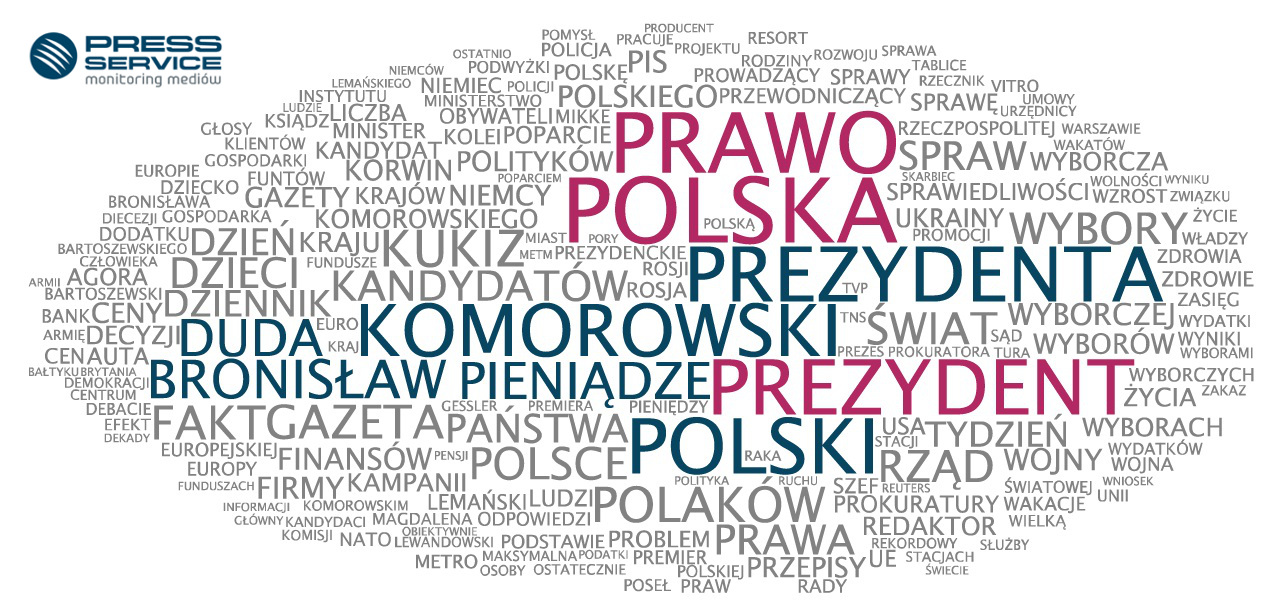 PRESS
SERVICE
monitoring mediów
PRODUCENT
POMYSŁ PRACUJE RESORT
OSTATNIO POLICJA PROJEKTU
PIS RODZINY ROZWOJU SPRAWA
NIEMCÓW PODWYŻKI POLSKĘ PROWADZĄCY SPRAWY TABLICE
LEMAŃSKIEGO NIEMIEC POLICJI RZECZNIK VITRO
INSTYTUTU MINISTERSTWO POLSKIEGO PRZEWODNICZĄCY SPRAWĘ UMOWY
LUDZIE LICZBA OBYWATELI MIKKE URZĘDNICY
KSIĄDZ
GŁOSY MINISTER KOLEI POPARCIE PRAWO RZECZPOSPOLITEJ WARSZAWIE
KLIENTÓW KANDYDAT SPRAW WAKATÓW
GOSPODARKI KORWIN POLITYKÓW WYBORCZA
EUROPIE FUNTÓW POPARCIEM SKARBIEC WOLNOŚCI WYNIKU
DZIECKO GAZETY KRAJÓW NIEMCY POLSKA SPRAWIEDLIWOŚCI WZROST ZWIĄZKU
BRONISŁAWA
DIECEZJI GOSPODARKA KOMOROWSKIEGO POLSKĄ UKRAINY WYBORY ŻYCIE
DODATKU DZIEŃ KRAJU KUKIZ MIAST PORY PROMOCJI WŁADZY
BARTOSZEWSKIEGO METM PREZYDENCKIE ZDROWIA
CZŁOWIEKA FUNDUSZE ROSJI PREZYDENTA
ARMII AGORA DZIECI KANDYDATÓW ROSJA TVP ZDROWIE
BARTOSZEWSKI DZIENNIK ZASIĘG
BANK CENY EURO KOMOROWSKI TNS ŚWIAT WYBORCZEJ WYDATKI
ARMIĘ DECYZJI DUDA KRAJ SĄD WYBORÓW WYNIKI
CEN AUTA PREZES PROKURATORA TURA WYBORAMI
BAŁTYKU BRYTANIA BRONISŁAW PIENIĄDZE PREZYDENT WYBORCZYCH
DEMOKRACJI ŻYCIA ZAKAZ
CENTRUM
DEBACIE FAKT GAZETA GESSLER PREMIERA PIENIĘDZY
EFEKT PAŃSTWA POLSKI USA TYDZIEŃ WYBORACH
DEKADY STACJI
EUROPEJSKIEJ FINANSÓW PENSJI POLSCE RAKA RZĄD WOJNY WYDATKÓW
EUROPY WOJNA
FUNDUSZACH FIRMY KAMPANII POLITYKA RUCHU SZEF REUTERS ŚWIATOWEJ WNIOSEK
UNII
INFORMACJI KOMOROWSKIM LEMAŃSKI LUDZI POLAKÓW PROKURATURY WAKACJE
GŁÓWNY KANDYDACI MAGDALENA ODPOWIEDZI REDAKTOR WIELKĄ
KOMISJI NATO OBIEKTYWNIE LEWANDOWSKI PODSTAWIE PROBLEM PRAWA REKORDOWY SŁUŻBY
METRO MAKSYMALNA PODATKI PREMIER UE STACJACH
OSOBY OSTATECZNIE POLSKIEJ PRZEPISY ŚWIECIE
POSEŁ PRAW RADY